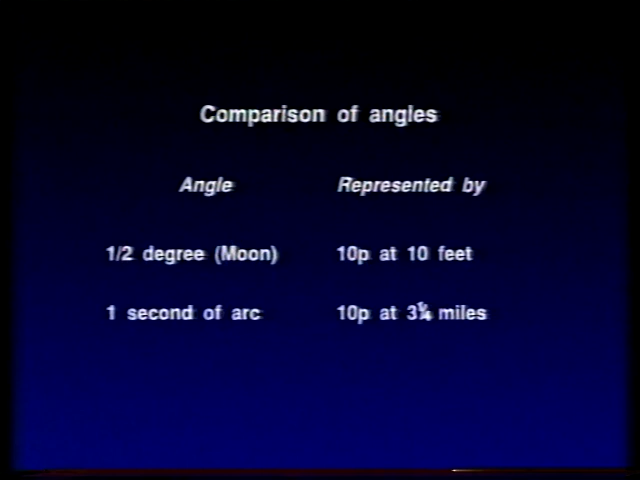 Comparison of angles
Angle Represented by
1/2 degree (Moon) 10p at 10 feet
1 second of arc 10p at 3¼ miles